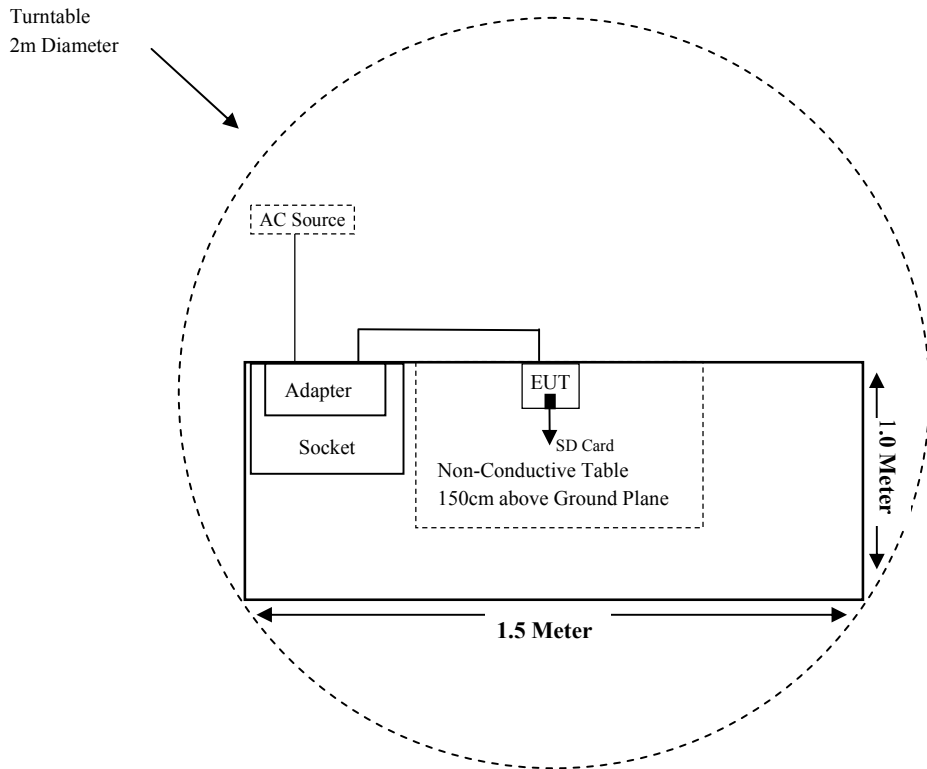 Turntable
2m Diameter
AC Source
Adapter
EUT
Socket
SD Card
Non-Conductive Table
150cm above Ground Plane
1.0 Meter
1.5 Meter